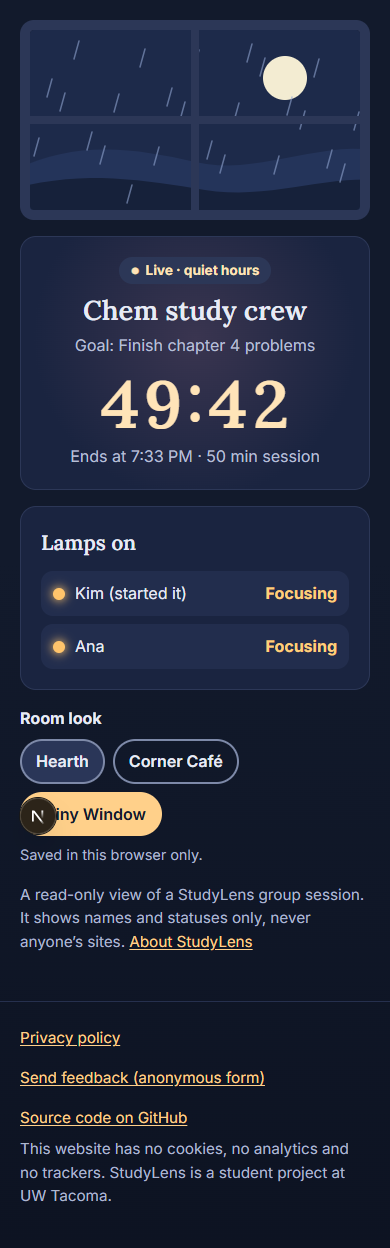 Live · quiet hours
Chem study crew
Goal: Finish chapter 4 problems
49:42
Ends at 7:33 PM · 50 min session
Lamps on
Kim (started it) Focusing
Ana Focusing
Room look
Hearth Corner Café
N iny Window
Saved in this browser only.
A read-only view of a StudyLens group session.
It shows names and statuses only, never
anyone’s sites. About StudyLens
Privacy policy
Send feedback (anonymous form)
Source code on GitHub
This website has no cookies, no analytics and
no trackers. StudyLens is a student project at
UW Tacoma.